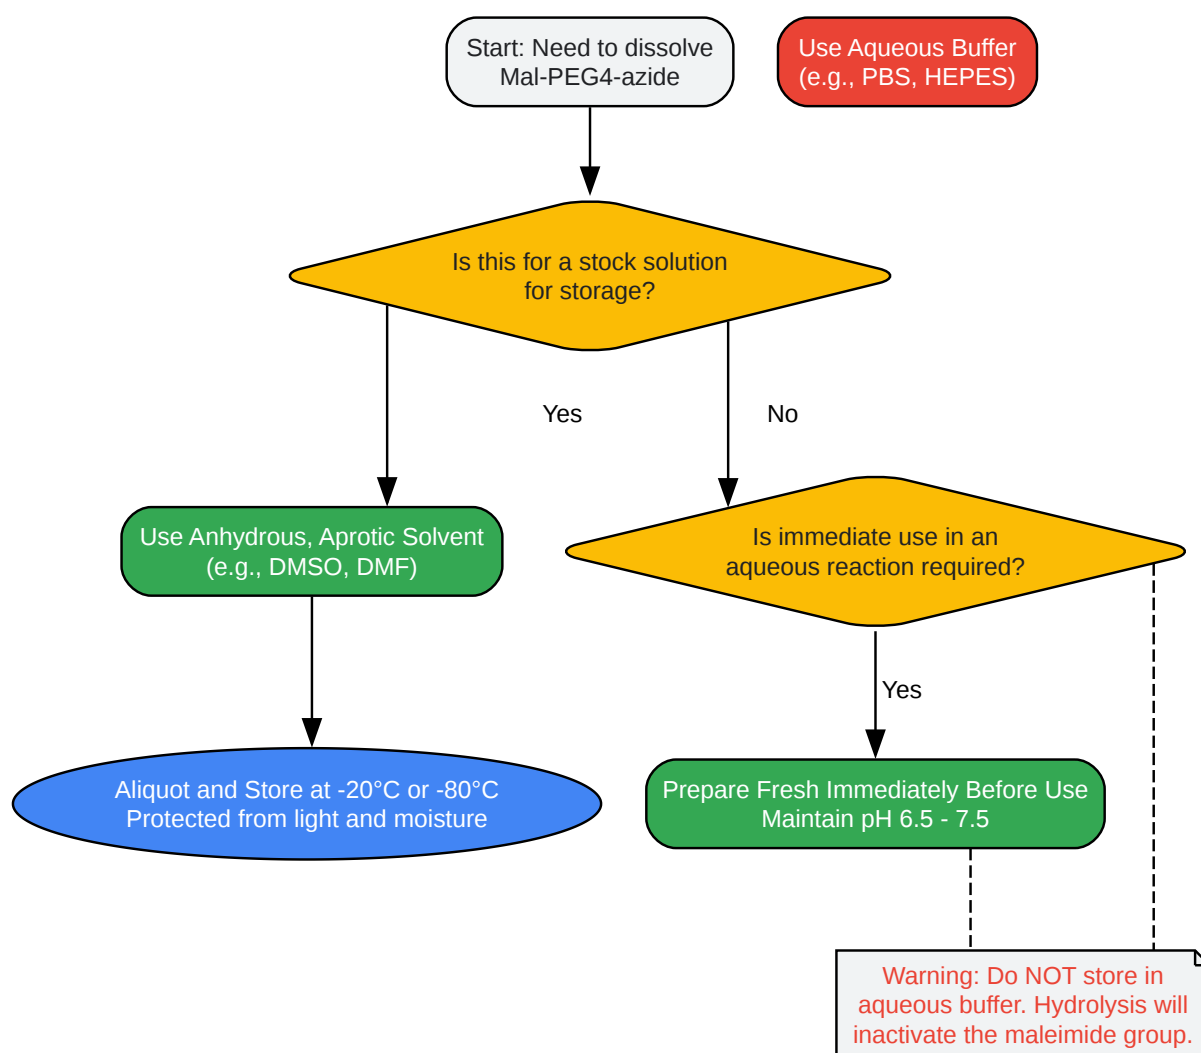 Start: Need to dissolve
Mal-PEG4-azide
Use Aqueous Buffer
(e.g., PBS, HEPES)
Is this for a stock solution
for storage?
Yes
No
Use Anhydrous, Aprotic Solvent
(e.g., DMSO, DMF)
Is immediate use in an
aqueous reaction required?
Yes
Aliquot and Store at -20°C or -80°C
Protected from light and moisture
Prepare Fresh Immediately Before Use
Maintain pH 6.5 - 7.5
Warning: Do NOT store in
aqueous buffer. Hydrolysis will
inactivate the maleimide group.